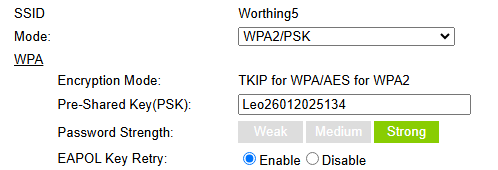 SSID Worthing5
Mode: WPA2/PSK
WPA
Encryption Mode: TKIP for WPA/AES for WPA2
Pre-Shared Key(PSK): Leo26012025134
Password Strength: Weak Medium Strong
EAPOL Key Retry: Enable Disable